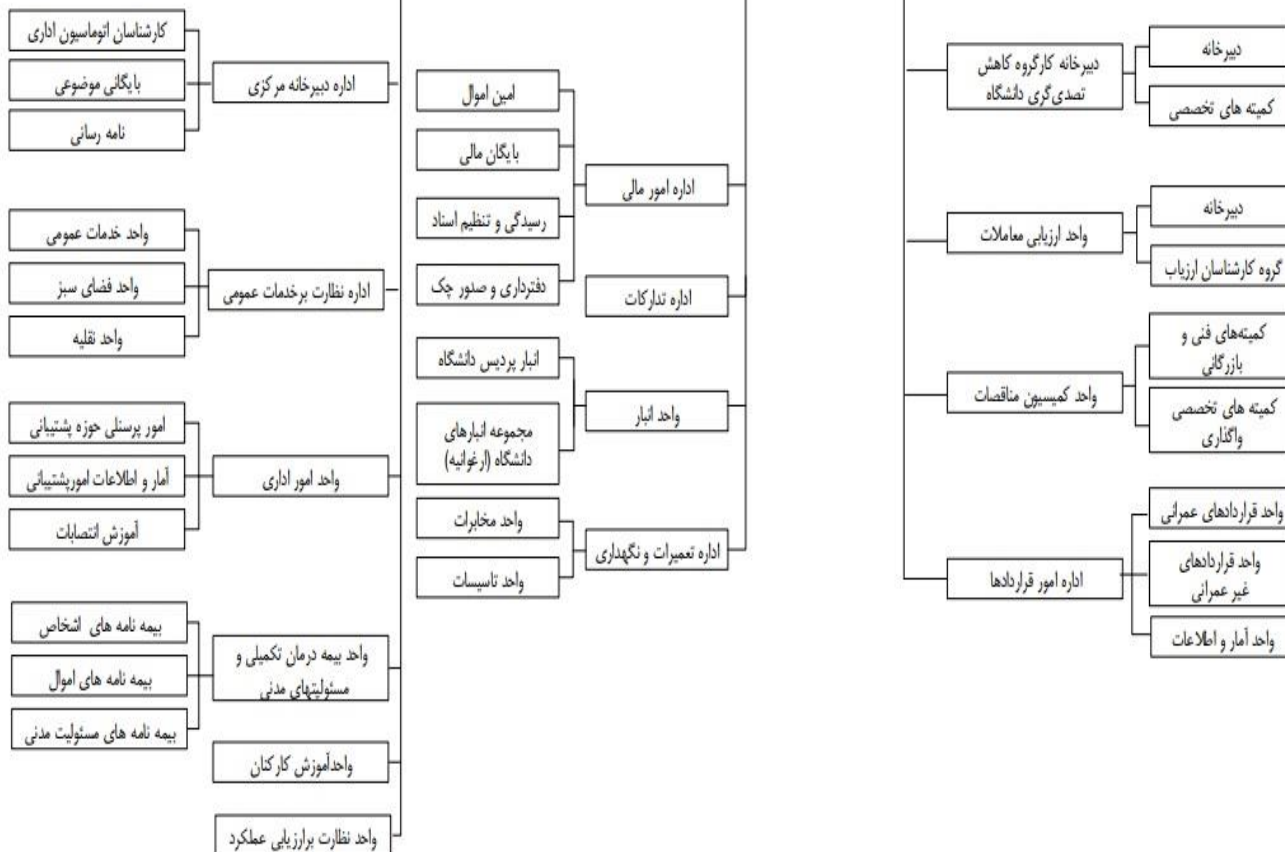 دبیرخانه
دبیرخانه کارگروه کاهش
تصدی‌گری دانشگاه
کمیته های تخصصی
دبیرخانه
واحد ارزیابی معاملات
گروه کارشناسان ارزیاب
کمیته‌های فنی و
بازرگانی
واحد کمیسیون مناقصات
کمیته های تخصصی
واگذاری
واحد قراردادهای عمرانی
اداره امور قراردادها
واحد قراردادهای
غیر عمرانی
واحد آمار و اطلاعات
اداره امور مالی
امین اموال
بایگان مالی
رسیدگی و تنظیم اسناد
دفترداری و صدور چک
اداره تدارکات
واحد انبار
انبار پردیس دانشگاه
مجموعه انبارهای
دانشگاه (ارغوانیه)
اداره تعمیرات و نگهداری
واحد مخابرات
واحد تاسیسات
اداره دبیرخانه مرکزی
کارشناسان اتوماسیون اداری
بایگانی موضوعی
نامه رسانی
اداره نظارت برخدمات عمومی
واحد خدمات عمومی
واحد فضای سبز
واحد نقلیه
واحد امور اداری
امور پرسنلی حوزه پشتیبانی
آمار و اطلاعات امورپشتیبانی
آموزش انتصابات
واحد بیمه درمان تکمیلی و
مسئولیتهای مدنی
بیمه نامه های اشخاص
بیمه نامه های اموال
بیمه نامه های مسئولیت مدنی
واحدآموزش کارکنان
واحد نظارت برارزیابی عملکرد